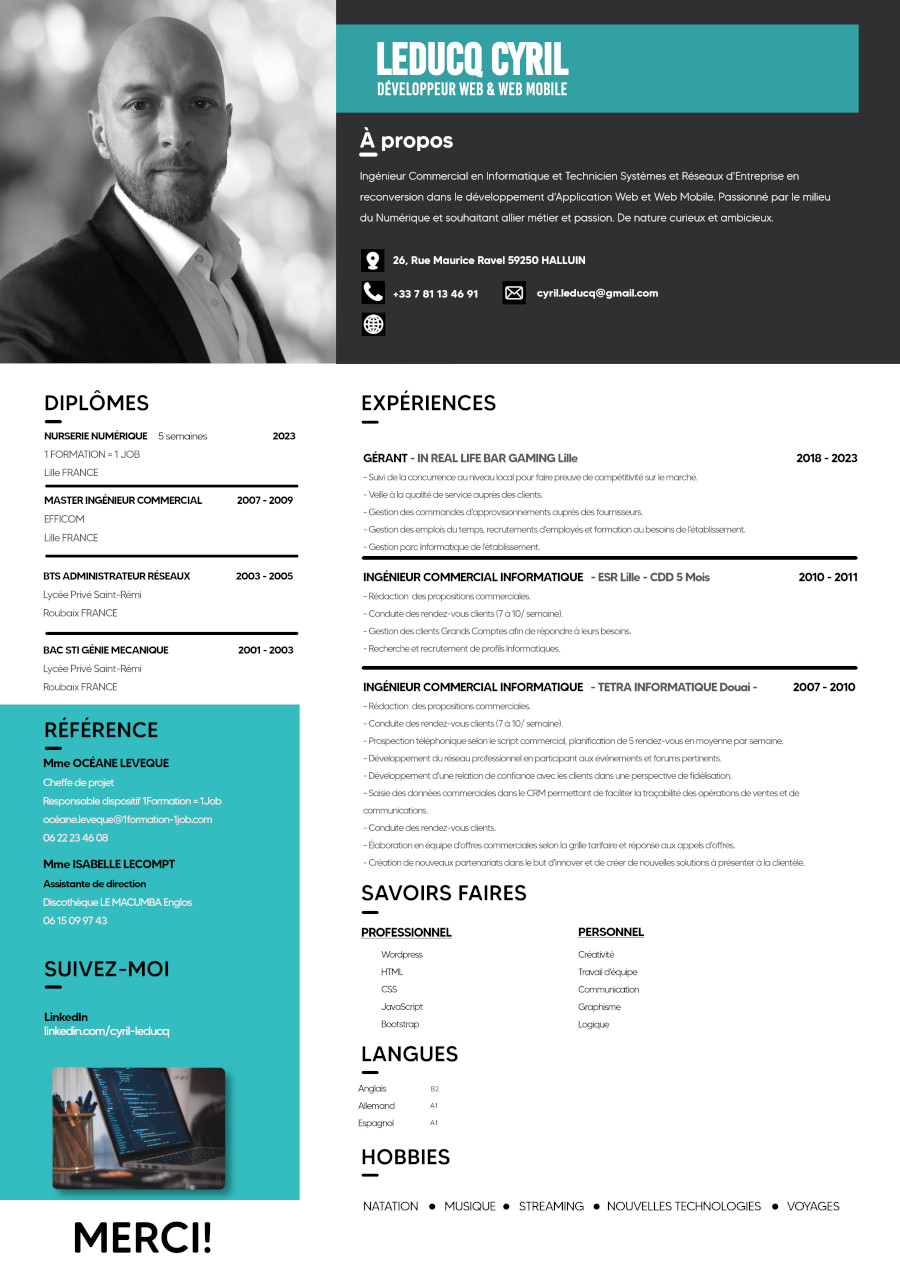 LEDUCQ CYRIL
DÉVELOPPEUR WEB & WEB MOBILE
À propos
Ingénieur Commercial en Informatique et Technicien Systèmes et Réseaux d'Entreprise en
reconversion dans le développement d'Application Web et Web Mobile. Passionné par le milieu
du Numérique et souhaitant allier métier et passion. De nature curieux et ambicieux.
26, Rue Maurice Ravel 59250 HALLUIN
+33 7 81 13 46 91 cyril.leducq@gmail.com
DIPLÔMES
NURSERIE NUMÉRIQUE 5 semaines 2023
1 FORMATION = 1 JOB
Lille FRANCE
MASTER INGÉNIEUR COMMERCIAL 2007 - 2009
EFFICOM
Lille FRANCE
BTS ADMINISTRATEUR RÉSEAUX 2003 - 2005
Lycée Privé Saint-Rémi
Roubaix FRANCE
BAC STI GÉNIE MECANIQUE 2001 - 2003
Lycée Privé Saint-Rémi
Roubaix FRANCE
RÉFÉRENCE
Mme OCÉANE LEVEQUE
Cheffe de projet
Responsable dispositif 1Formation = 1Job
océane.leveque@1formation-1job.com
06 22 23 46 08
Mme ISABELLE LECOMPT
Assistante de direction
Discothèque LE MACUMBA Englos
06 15 09 97 43
SUIVEZ-MOI
LinkedIn
linkedin.com/cyril-leducq
MERCI!
EXPÉRIENCES
GÉRANT - IN REAL LIFE BAR GAMING Lille 2018 - 2023
- Suivi de la concurrence au niveau local pour faire preuve de compétitivité sur le marché.
- Veille à la qualité de service auprès des clients.
- Gestion des commandes d'approvisionnements auprés des fournisseurs.
- Gestion des emplois du temps, recrutements d'employés et formation au besoins de l'établissement.
- Gestion parc Informatique de l'établissement.
INGÉNIEUR COMMERCIAL INFORMATIQUE - ESR Lille - CDD 5 Mois 2010 - 2011
- Rédaction des propositions commerciales.
- Conduite des rendez-vous clients (7 à 10/ semaine).
- Gestion des clients Grands Comptes afin de répondre à leurs besoins.
- Recherche et recrutement de profils Informatiques.
INGÉNIEUR COMMERCIAL INFORMATIQUE - TETRA INFORMATIQUE Douai - 2007 - 2010
- Rédaction des propositions commerciales.
- Conduite des rendez-vous clients (7 à 10/ semaine).
- Prospection téléphonique selon le script commercial, planification de 5 rendez-vous en moyenne par semaine.
- Développement du réseau professionnel en participant aux événements et forums pertinents.
- Développement d'une relation de confiance avec les clients dans une perspective de fidélisation.
- Saisie des données commerciales dans le CRM permettant de faciliter la traçabilité des opérations de ventes et de
communications.
- Conduite des rendez-vous clients.
- Élaboration en équipe d'offres commerciales selon la grille tarifaire et réponse aux appels d'offres.
- Création de nouveaux partenariats dans le but d'innover et de créer de nouvelles solutions à présenter à la clientèle.
SAVOIRS FAIRES
PROFESSIONNEL
Wordpress
HTML
CSS
JavaScript
Bootstrap
PERSONNEL
Créativité
Travail d'équipe
Communication
Graphisme
Logique
LANGUES
Anglais B2
Allemand A1
Espagnol A1
HOBBIES
NATATION ● MUSIQUE ● STREAMING ● NOUVELLES TECHNOLOGIES ● VOYAGES